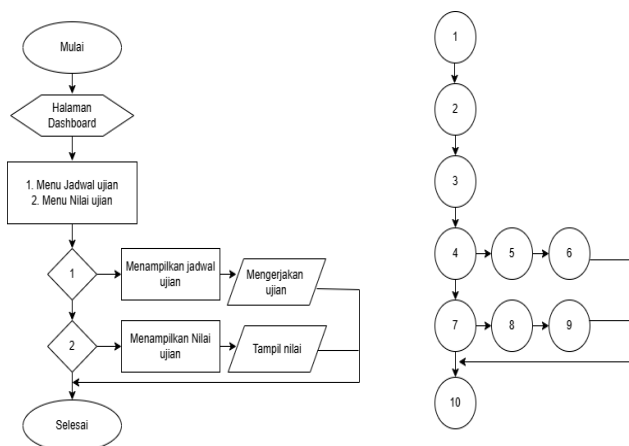 Mulai
Halaman
Dashboard
1. Menu Jadwal ujian
2. Menu Nilai ujian
1
Menampilkan jadwal
ujian
Mengerjakan
ujian
2
Menampilkan Nilai
ujian
Tampil nilai
Selesai
1
2
3
4
5
6
7
8
9
10